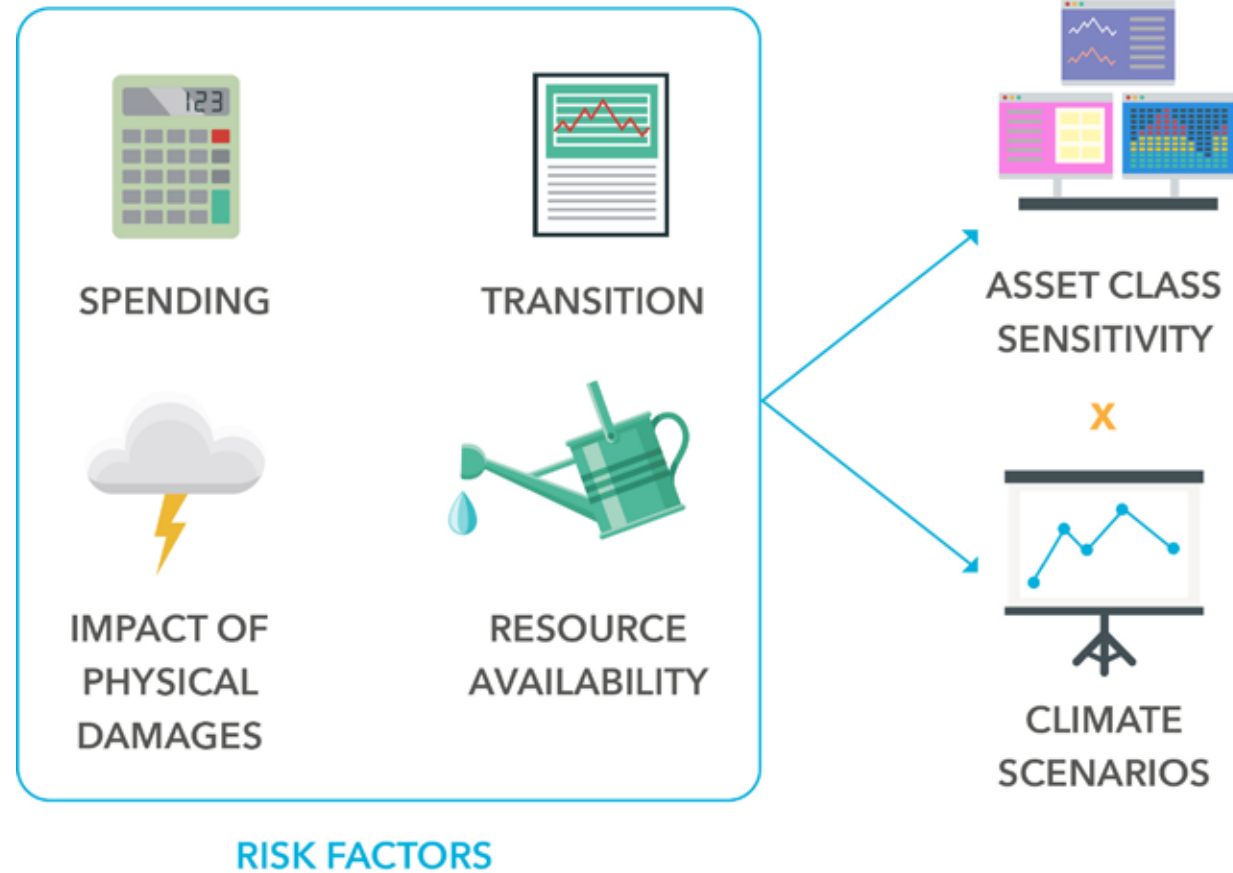 123
SPENDING
TRANSITION
IMPACT OF
PHYSICAL
DAMAGES
RESOURCE
AVAILABILITY
RISK FACTORS
ASSET CLASS
SENSITIVITY
X
CLIMATE
SCENARIOS